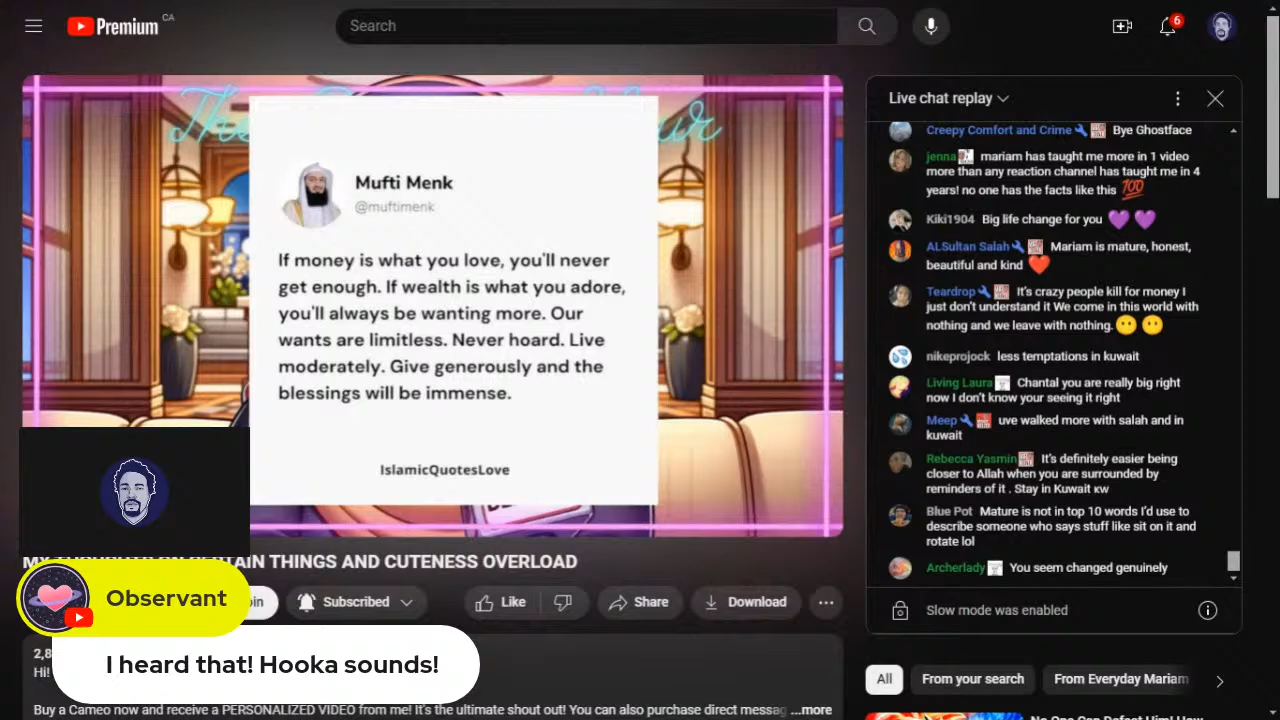 Premium CA
Search
6
The
ur
Mufti Menk
@muftimenk
If money is what you love, you'll never
get enough. If wealth is what you adore,
you'll always be wanting more. Our
wants are limitless. Never hoard. Live
moderately. Give generously and the
blessings will be immense.
IslamicQuotesLove
THINGS AND CUTENESS OVERLOAD
Subscribed
Like
Share
Download
Observant
I heard that! Hooka sounds!
2,8
Hi!
Buy a Cameo now and receive a PERSONALIZED VIDEO from me! It's the ultimate shout out! You can also purchase direct messag ...more
Live chat replay
Creepy Comfort and Crime Bye Ghostface
jenna mariam has taught me more in 1 video
more than any reaction channel has taught me in 4
years! no one has the facts like this 💯
Kiki1904 Big life change for you 💜💜
ALSultan Salah Mariam is mature, honest,
beautiful and kind ❤️
Teardrop It's crazy people kill for money I
just don't understand it We come in this world with
nothing and we leave with nothing. 😶 😶
nikeprojock less temptations in kuwait
Living Laura Chantal you are really big right
now I don't know your seeing it right
Meep uve walked more with salah and in
kuwait
Rebecca Yasmin It's definitely easier being
closer to Allah when you are surrounded by
reminders of it . Stay in Kuwait ᴋᴡ
Blue Pot Mature is not in top 10 words I'd use to
describe someone who says stuff like sit on it and
rotate lol
Archerlady You seem changed genuinely
Slow mode was enabled
All
From your search
From Everyday Mariam